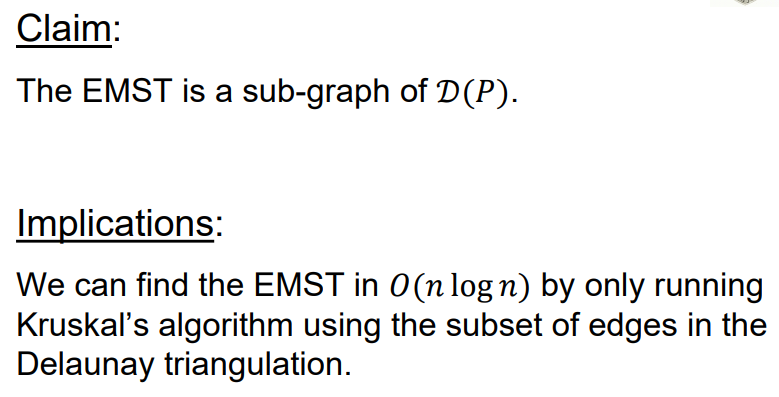 Claim:
The EMST is a sub-graph of 𝒟(P).
Implications:
We can find the EMST in O(n log n) by only running
Kruskal's algorithm using the subset of edges in the
Delaunay triangulation.